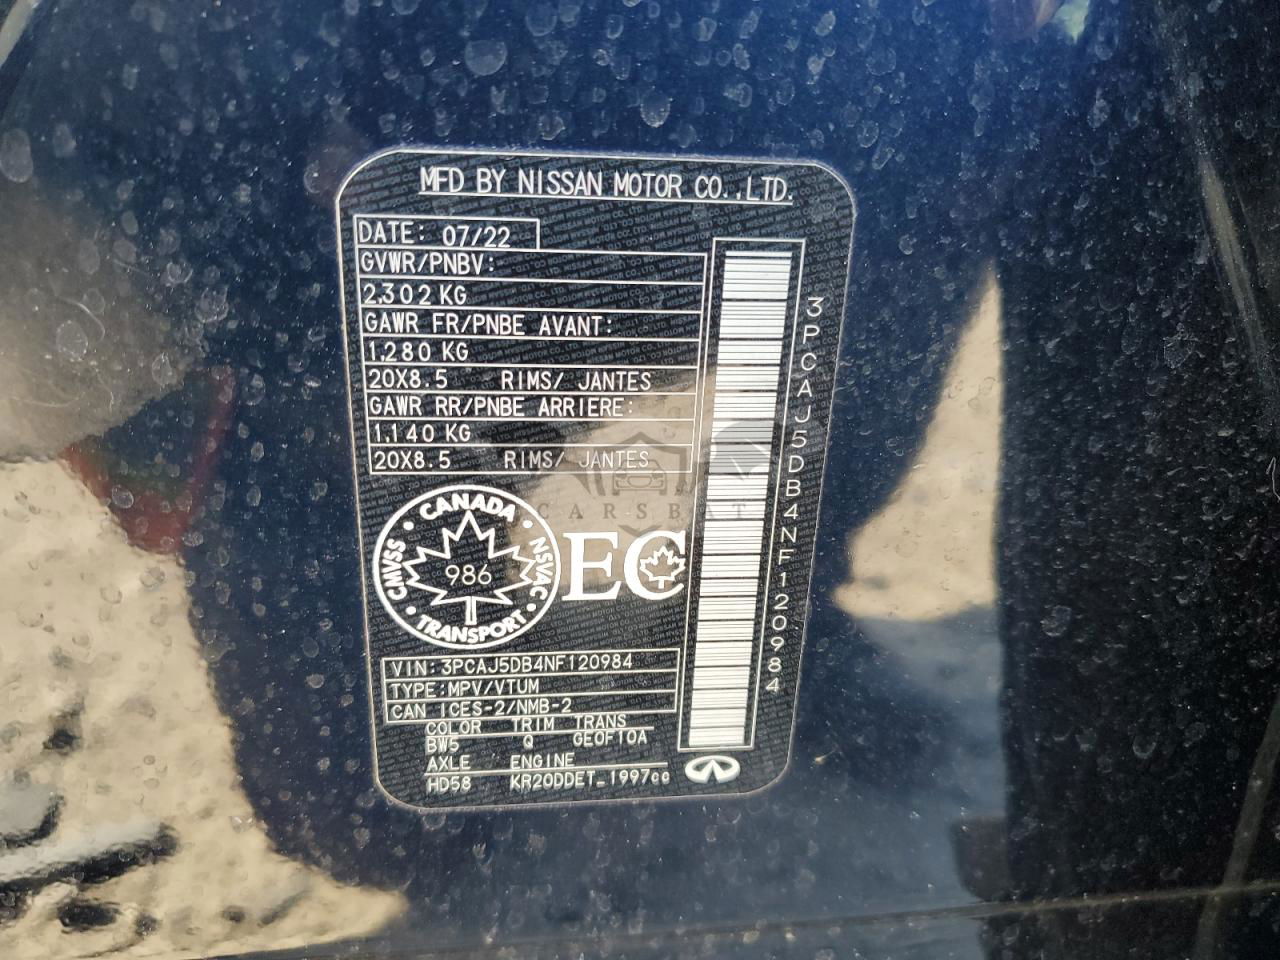 MFD BY NISSAN MOTOR CO.,LTD.
DATE: 07/22
GVWR/PNBV:
2,302 KG
GAWR FR/PNBE AVANT:
1,280 KG
20X8.5 RIMS/ JANTES
GAWR RR/PNBE ARRIERE:
1,140 KG
20X8.5 RIMS/ JANTES
CARSBAT
CANADA
CMVSS 986 NSVAC
TRANSPORT
EC
VIN:3PCAJ5DB4NF120984
TYPE:MPV/VTUM
CAN ICES-2/NMB-2
COLOR TRIM TRANS
BW5 Q GEOF10A
AXLE ENGINE
HD58 KR20DDET_1997cc
3PCAJ5DB4NF120984